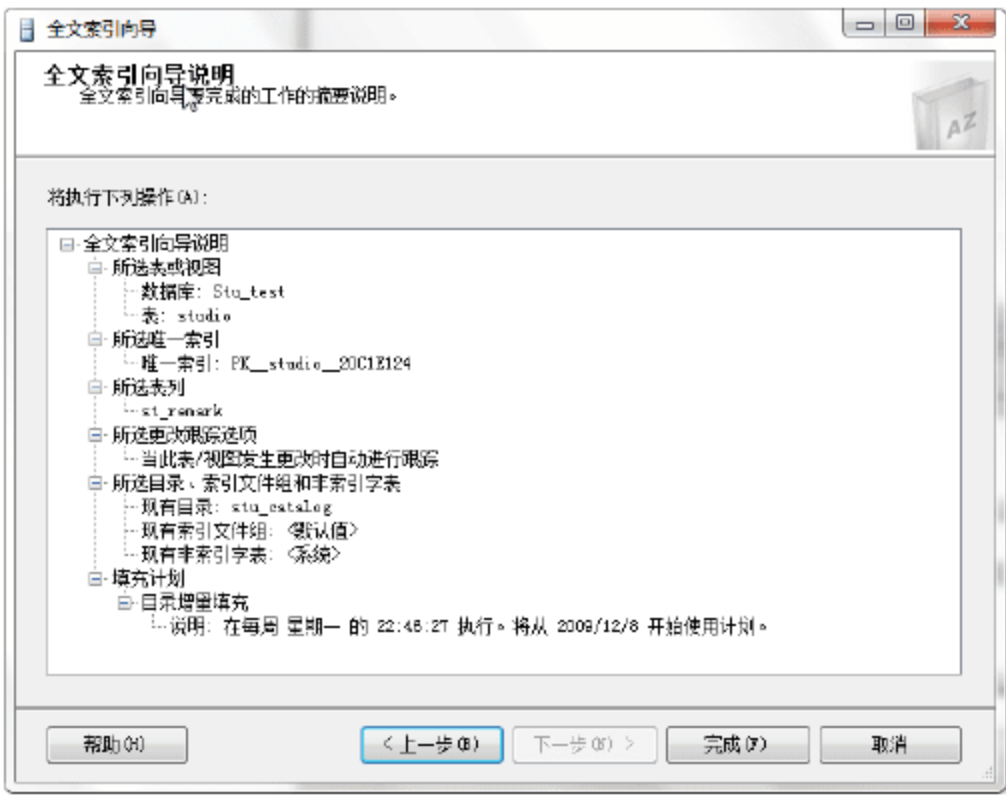 全文索引向导
全文索引向导说明
全文索引向导要完成的工作的摘要说明。
AZ
将执行下列操作(A):
全文索引向导说明
所选表或视图
数据库: Stu_test
表: studio
所选唯一索引
唯一索引: PK__studio__20C1E124
所选表列
st_remark
所选更改跟踪选项
当此表/视图发生更改时自动进行跟踪
所选目录、索引文件组和非索引字表
现有目录: stu_catalog
现有索引文件组: <默认值>
现有非索引字表: <系统>
填充计划
目录增量填充
说明: 在每周 星期一 的 22:46:27 执行。将从 2009/12/8 开始使用计划。
帮助(H)
< 上一步(B)
下一步(N) >
完成(F)
取消